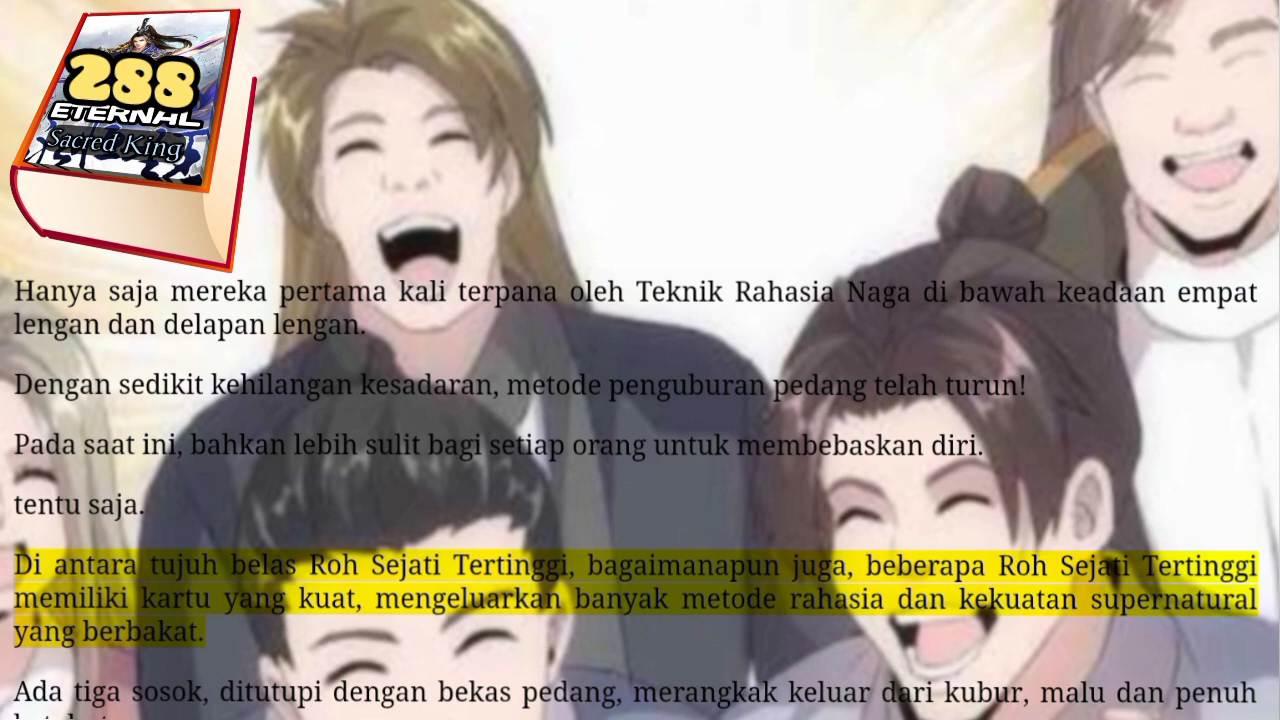 288
ETERNAL
Sacred King
Hanya saja mereka pertama kali terpana oleh Teknik Rahasia Naga di bawah keadaan empat
lengan dan delapan lengan.
Dengan sedikit kehilangan kesadaran, metode penguburan pedang telah turun!
Pada saat ini, bahkan lebih sulit bagi setiap orang untuk membebaskan diri.
tentu saja.
Di antara tujuh belas Roh Sejati Tertinggi, bagaimanapun juga, beberapa Roh Sejati Tertinggi
memiliki kartu yang kuat, mengeluarkan banyak metode rahasia dan kekuatan supernatural
yang berbakat.
Ada tiga sosok, ditutupi dengan bekas pedang, merangkak keluar dari kubur, malu dan penuh